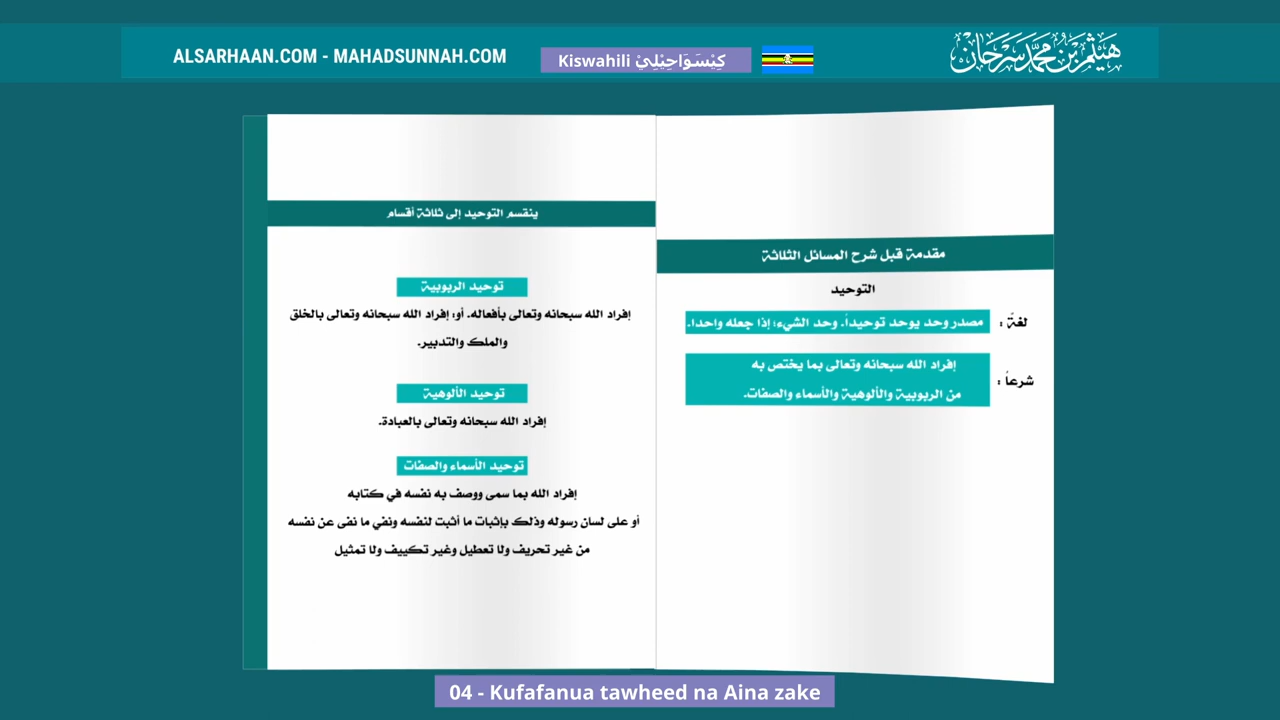 ALSARHAAN.COM - MAHADSUNNAH.COM
Kiswahili كِيْسَوَاحِيْلِيْ
هيثم بن محمد سرحان
مقدمة قبل شرح المسائل الثلاثة
التوحيد
لغةً : مصدر وحد يوحد توحيداً. وحد الشيء: إذا جعله واحدا.
شرعاً : إفراد الله سبحانه وتعالى بما يختص به
من الربوبية والألوهية والأسماء والصفات.
ينقسم التوحيد إلى ثلاثة أقسام
توحيد الربوبية
إفراد الله سبحانه وتعالى بأفعاله. أو: إفراد الله سبحانه وتعالى بالخلق
والملك والتدبير.
توحيد الألوهية
إفراد الله سبحانه وتعالى بالعبادة.
توحيد الأسماء والصفات
إفراد الله بما سمى ووصف به نفسه في كتابه
أو على لسان رسوله وذلك بإثبات ما أثبت لنفسه ونفي ما نفى عن نفسه
من غير تحريف ولا تعطيل وغير تكييف ولا تمثيل
04 - Kufafanua tawheed na Aina zake